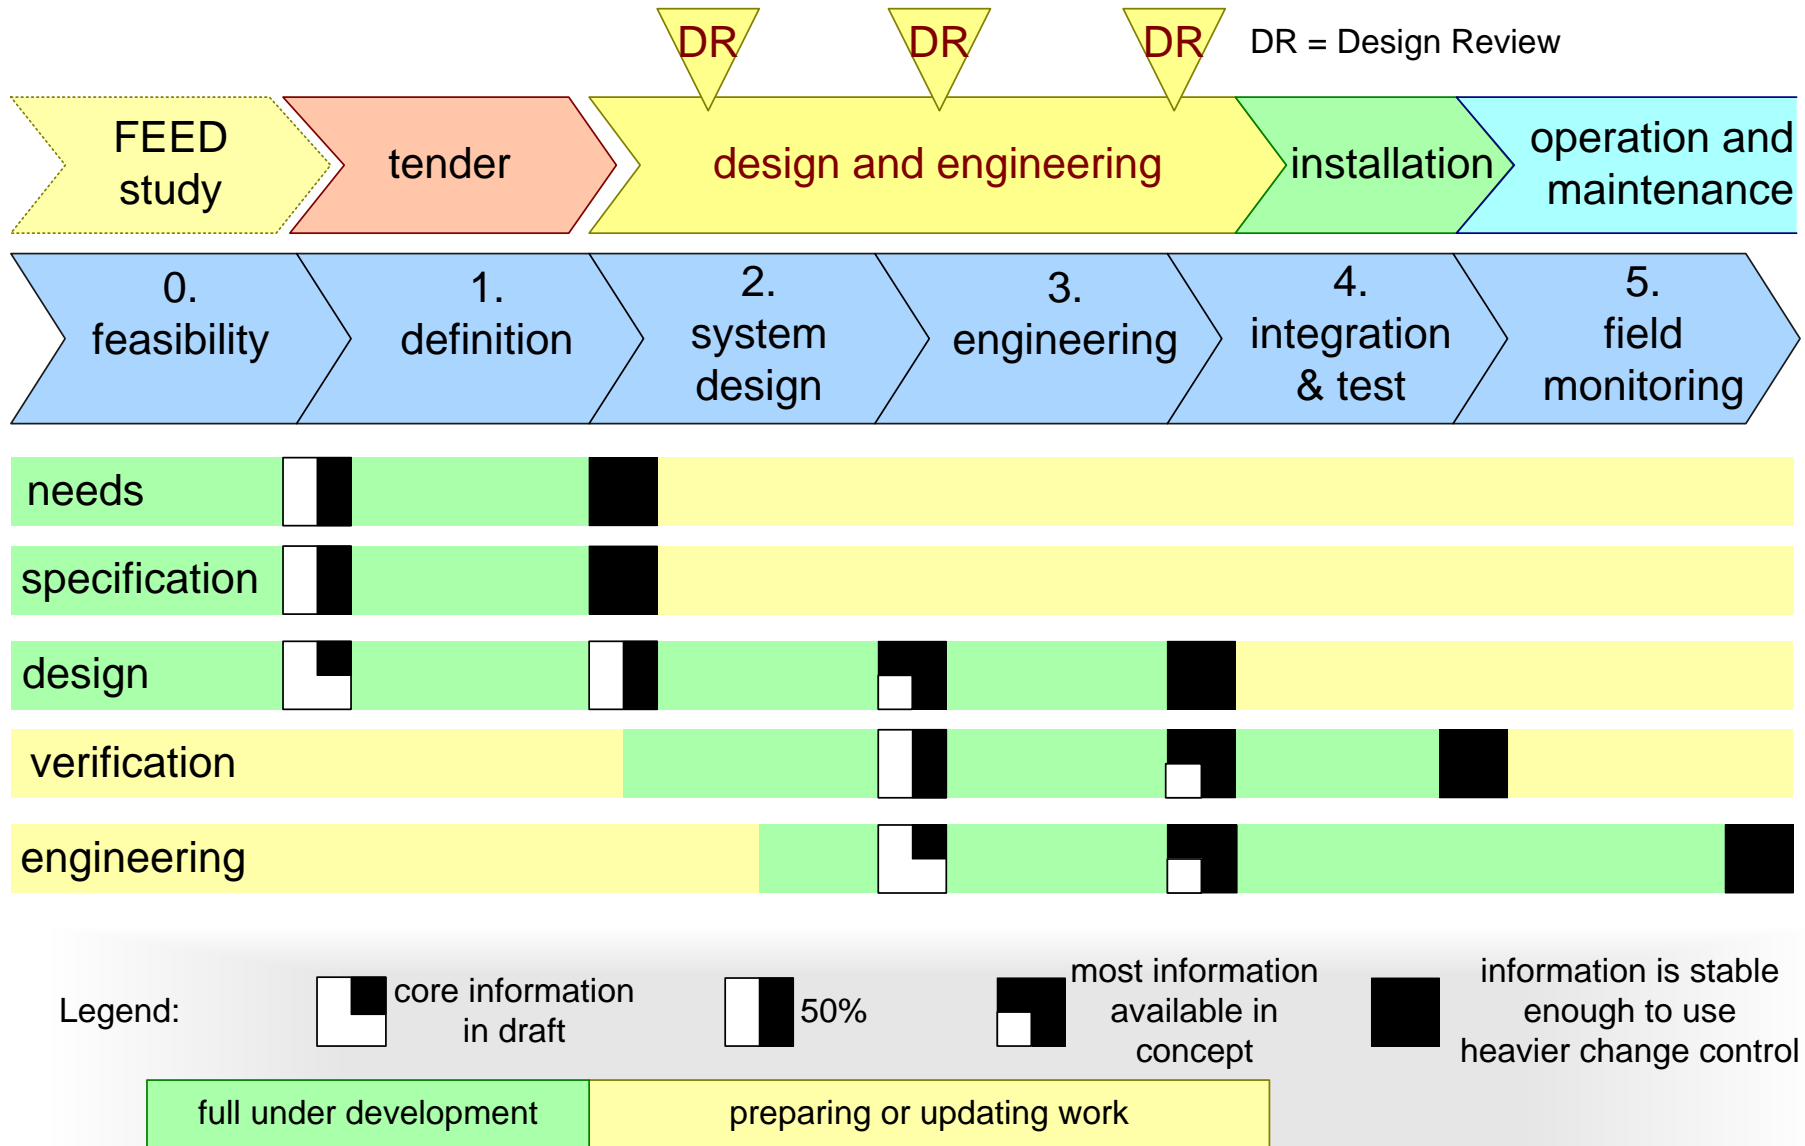 DR
DR
DR
DR = Design Review
FEED
study
tender
design and engineering
installation
operation and
maintenance
0.
feasibility
1.
definition
2.
system
design
3.
engineering
4.
integration
& test
5.
field
monitoring
needs
specification
design
verification
engineering
Legend:
core information
in draft
50%
most information
available in
concept
information is stable
enough to use
heavier change control
full under development
preparing or updating work